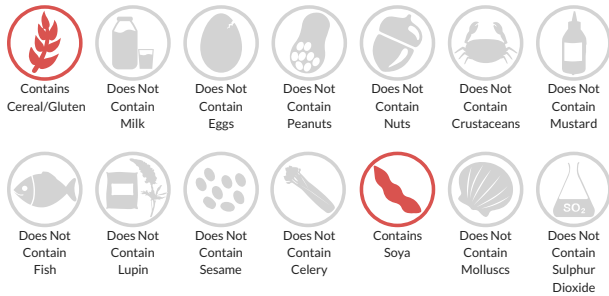 Contains
Cereal/Gluten
Does Not
Contain
Milk
Does Not
Contain
Eggs
Does Not
Contain
Peanuts
Does Not
Contain
Nuts
Does Not
Contain
Crustaceans
Does Not
Contain
Mustard
Does Not
Contain
Fish
Does Not
Contain
Lupin
Does Not
Contain
Sesame
Does Not
Contain
Celery
Contains
Soya
Does Not
Contain
Molluscs
SO₂
Does Not
Contain
Sulphur
Dioxide